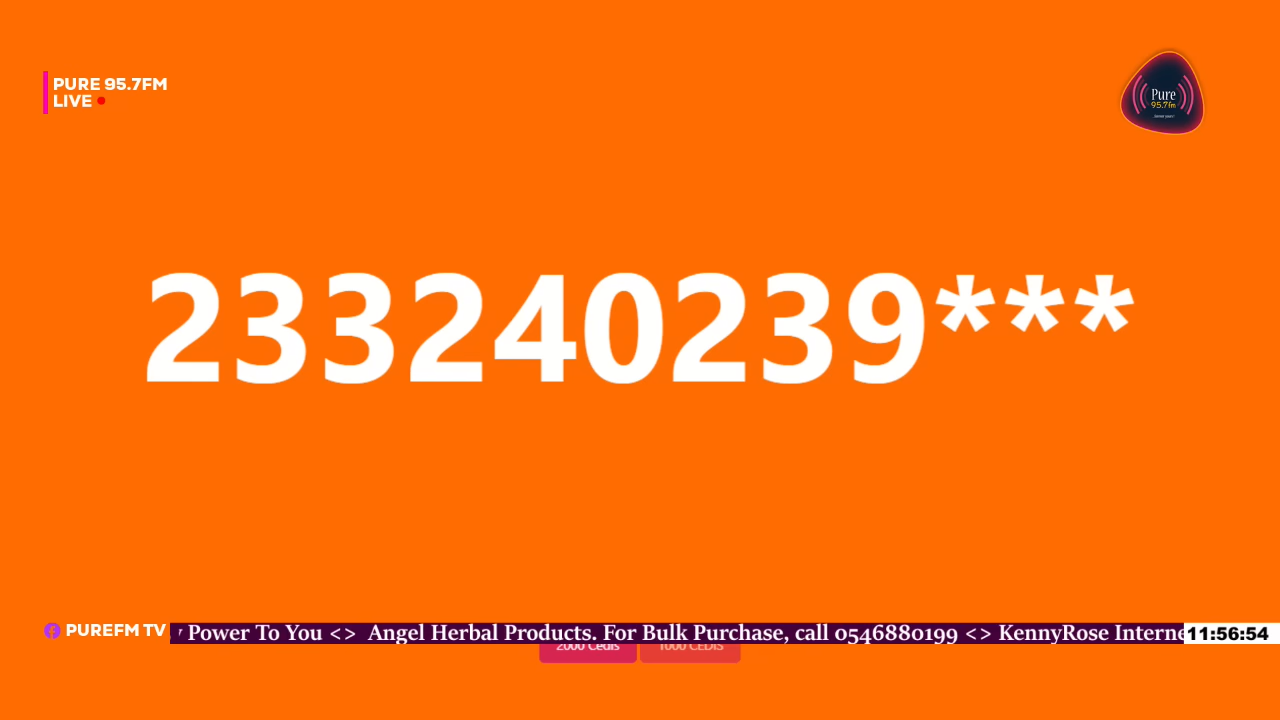 PURE 95.7FM
LIVE
Pure
95.7fm
233240239***
PUREFM TV
Power To You <> Angel Herbal Products. For Bulk Purchase, call 0546880199 <> KennyRose Interne
11:56:54
2000 Cedis
1000 CEDIS